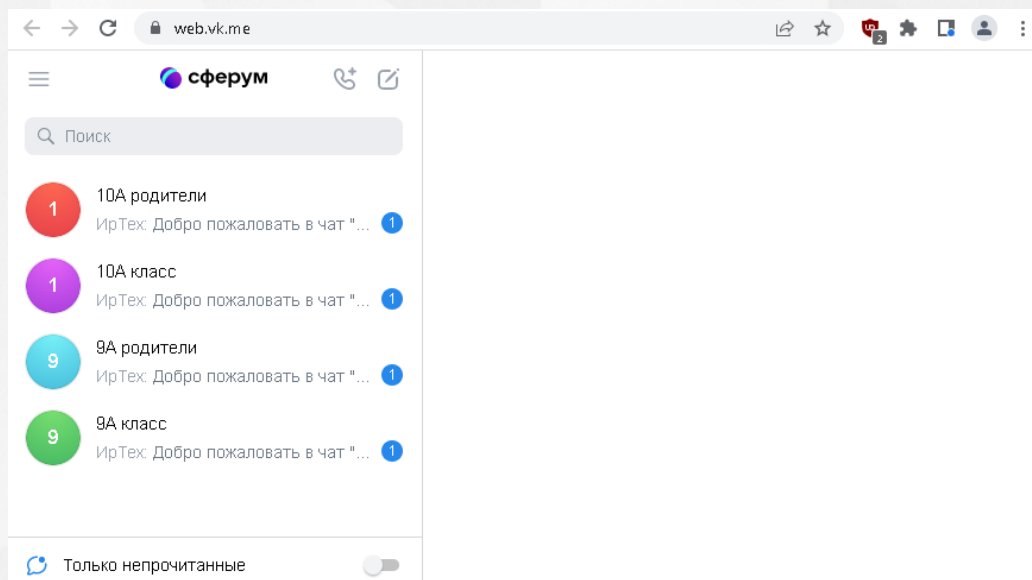 web.vk.me
2
сферум
Поиск
1
10А родители
ИрТех: Добро пожаловать в чат "...
1
1
10А класс
ИрТех: Добро пожаловать в чат "...
1
9
9А родители
ИрТех: Добро пожаловать в чат "...
1
9
9А класс
ИрТех: Добро пожаловать в чат "...
1
Только непрочитанные